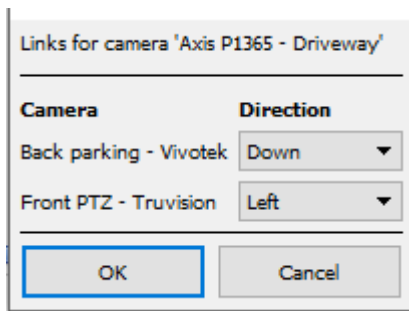 Links for camera 'Axis P1365 - Driveway'
Camera Direction
Back parking - Vivotek Down
Front PTZ - Truvision Left
OK Cancel